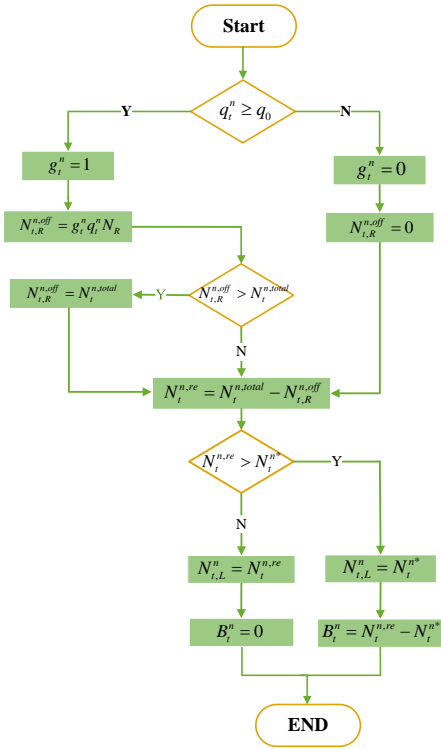 Start
q_t^n ≥ q_0
Y
N
g_t^n = 1
g_t^n = 0
N_{t,R}^{n,off} = g_t^n q_t^n N_R
N_{t,R}^{n,off} = 0
N_{t,R}^{n,off} > N_t^{n,total}
Y
N_{t,R}^{n,off} = N_t^{n,total}
N
N_t^{n,re} = N_t^{n,total} − N_{t,R}^{n,off}
N_t^{n,re} > N_t^{n*}
Y
N
N_{t,L}^n = N_t^{n,re}
N_{t,L}^n = N_t^{n*}
B_t^n = 0
B_t^n = N_t^{n,re} − N_t^{n*}
END